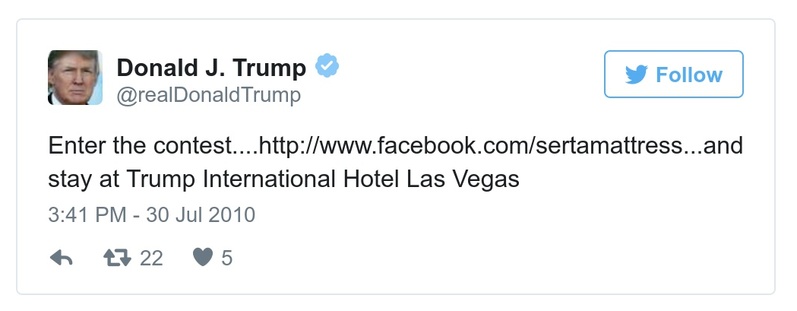 Donald J. Trump
Follow
@realDonaldTrump
Enter the contest....http://www.facebook.com/sertamattress...and
stay at Trump International Hotel Las Vegas
3:41 PM - 30 Jul 2010
22 5